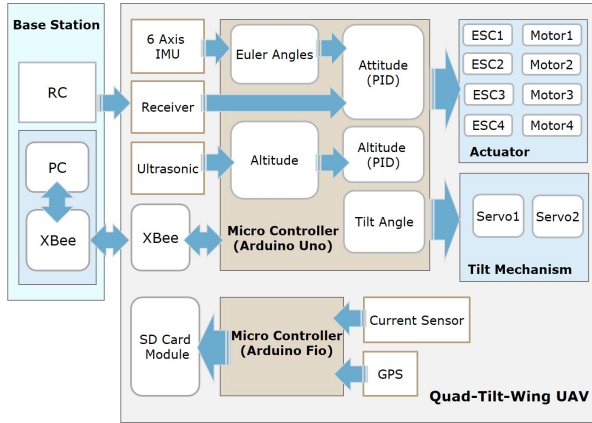 Base Station
RC
PC
XBee
6 Axis
IMU
Receiver
Ultrasonic
XBee
Euler Angles
Attitude
(PID)
Altitude
Altitude
(PID)
Tilt Angle
Micro Controller
(Arduino Uno)
ESC1
Motor1
ESC2
Motor2
ESC3
Motor3
ESC4
Motor4
Actuator
Servo1
Servo2
Tilt Mechanism
SD Card
Module
Micro Controller
(Arduino Fio)
Current Sensor
GPS
Quad-Tilt-Wing UAV